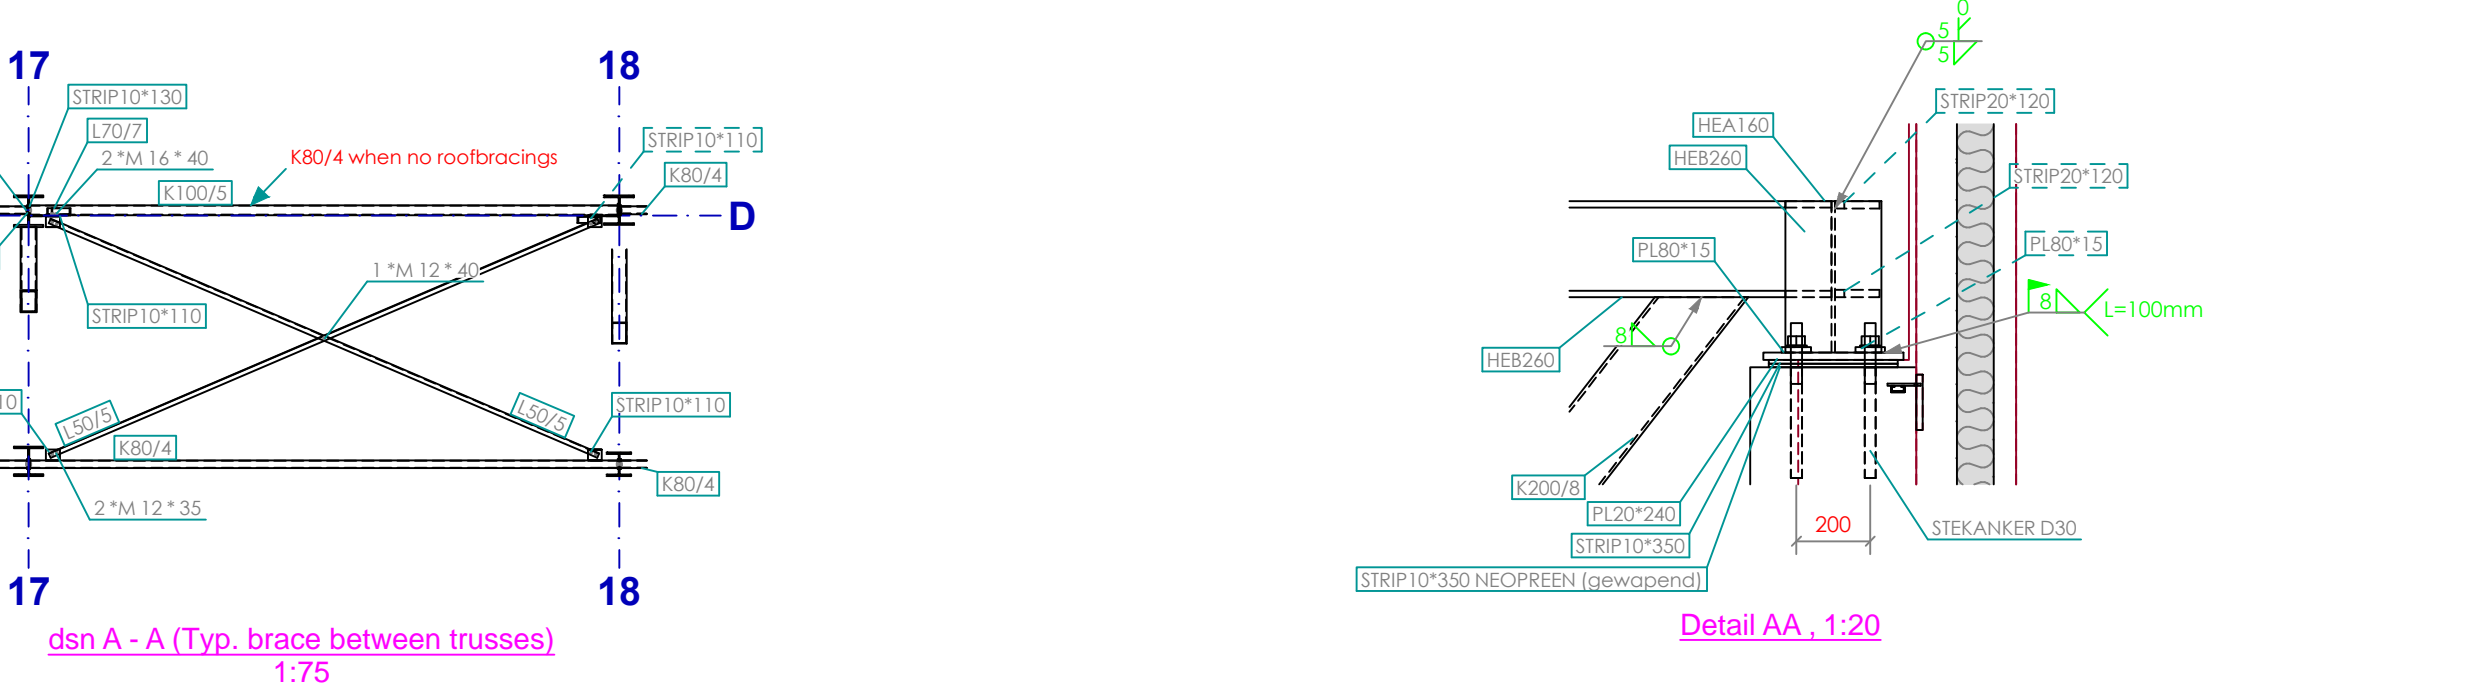 17
18
STRIP10*130
L70/7
2 *M 16 * 40
K80/4 when no roofbracings
K100/5
STRIP10*110
K80/4
D
1 *M 12 * 40
STRIP10*110
10
L50/5
K80/4
L50/5
STRIP10*110
K80/4
2 *M 12 * 35
17
18
dsn A - A (Typ. brace between trusses)
1:75
0
5
5
STRIP20*120
HEA160
HEB260
STRIP20*120
PL80*15
PL80*15
8
L=100mm
8
HEB260
K200/8
PL20*240
200
STEKANKER D30
STRIP10*350
STRIP10*350 NEOPREEN (gewapend)
Detail AA , 1:20